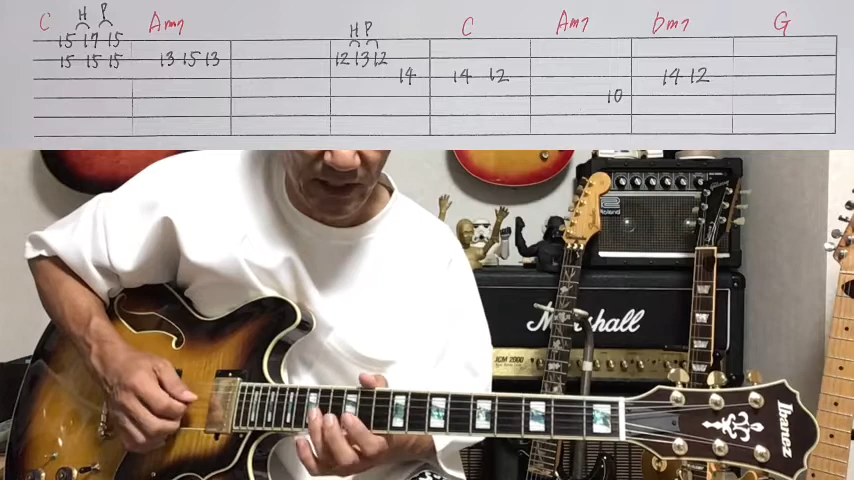 H P H P
C Am7 C Am7 Dm7 G
15 17 15
15 15 15 13 15 13 12 13 12
14 14 12 14 12
10
Roland
Marshall
JCM 2000
Ibanez